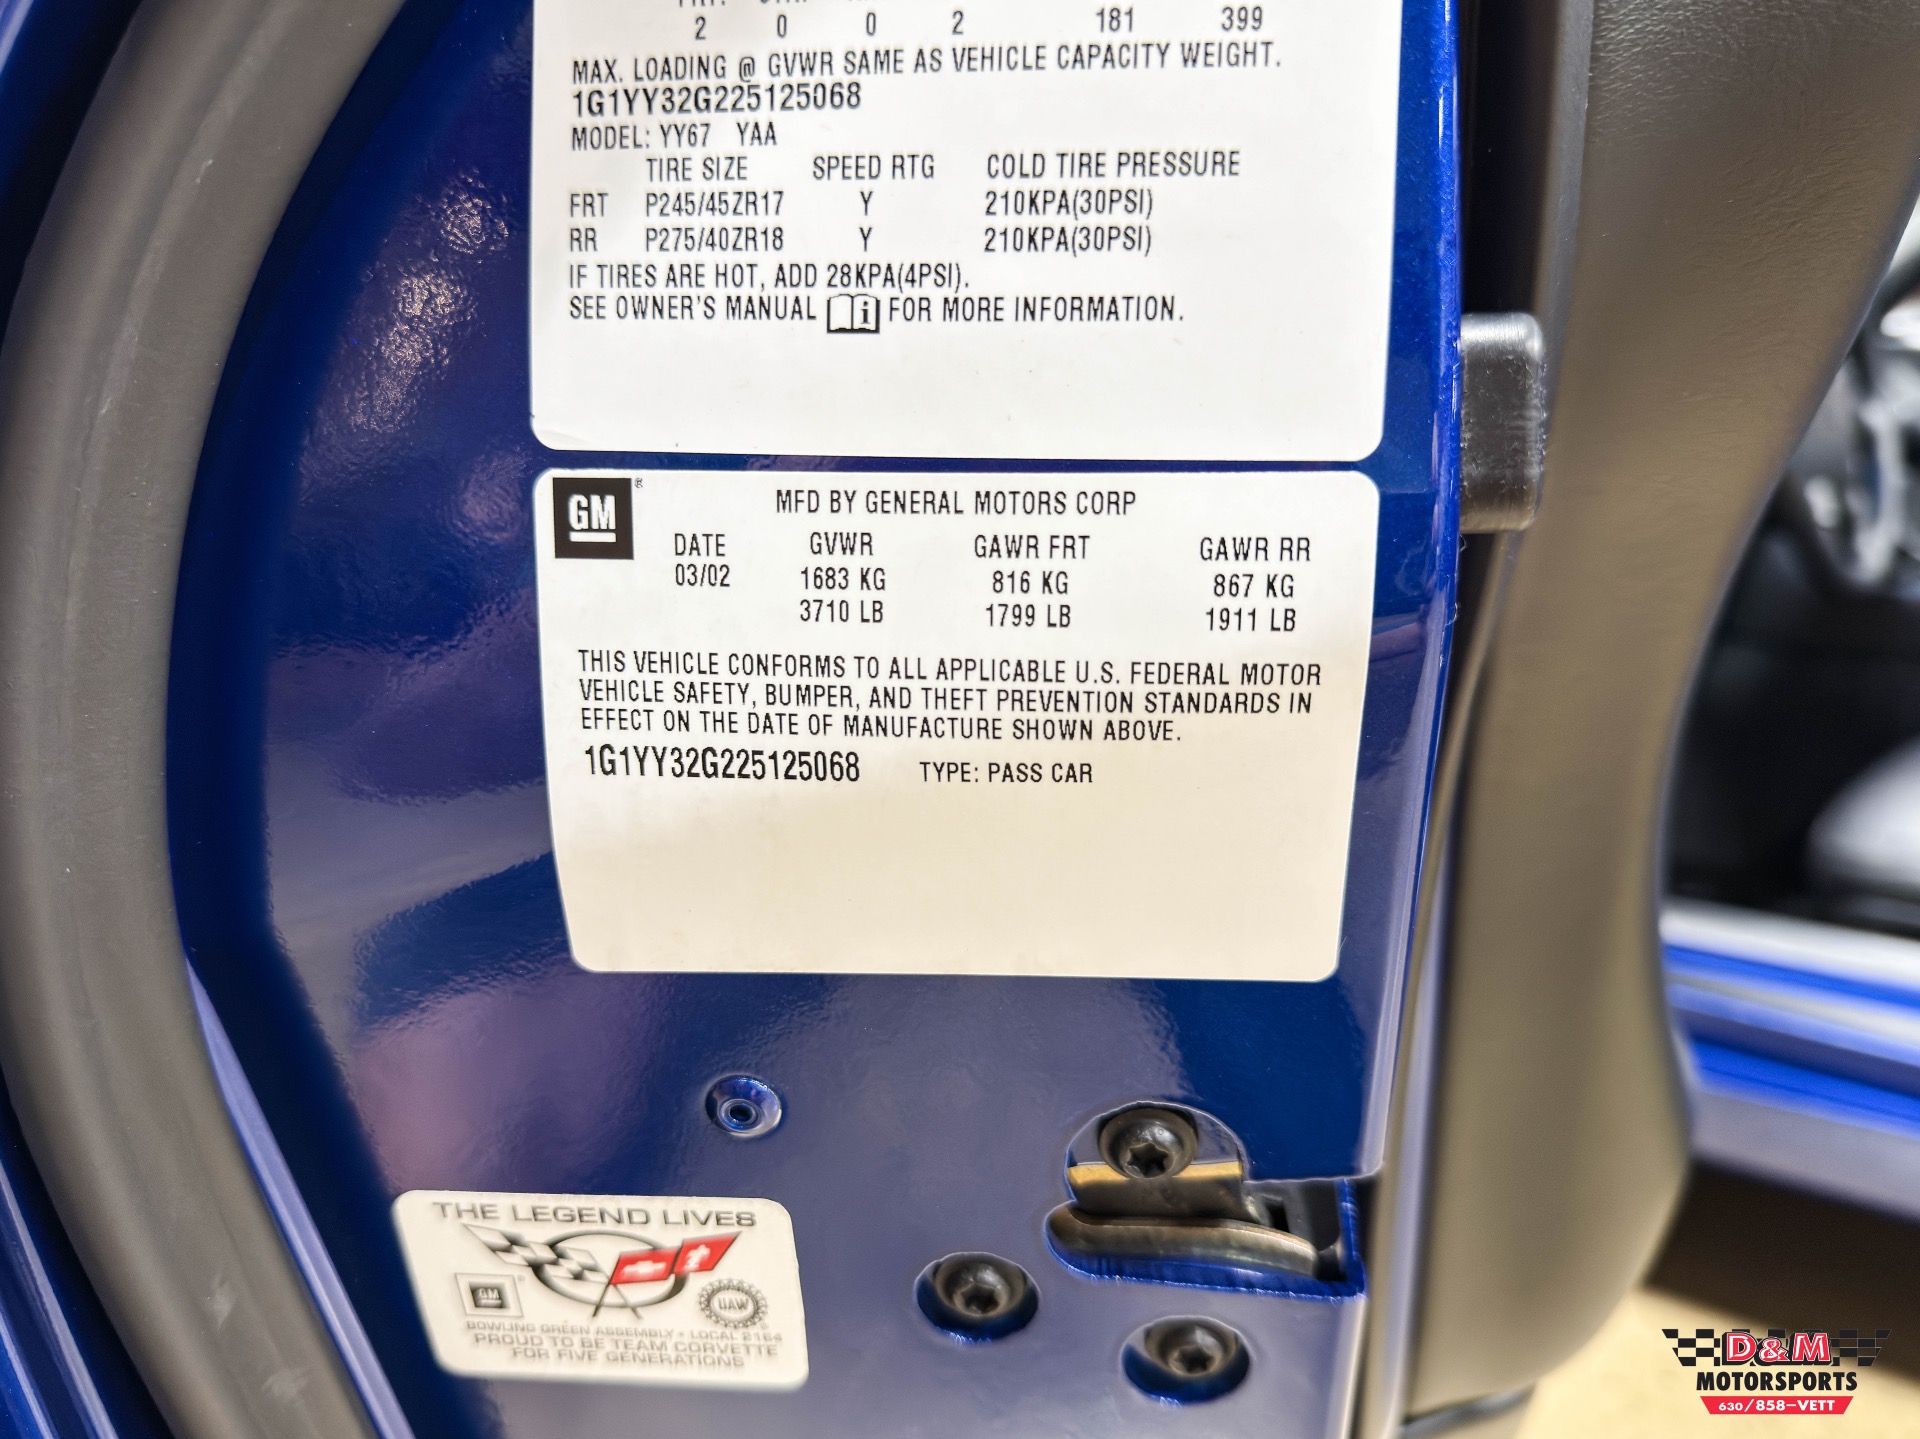 2 0 0 2 181 399
MAX. LOADING @ GVWR SAME AS VEHICLE CAPACITY WEIGHT.
1G1YY32G225125068
MODEL: YY67 YAA
TIRE SIZE SPEED RTG COLD TIRE PRESSURE
FRT P245/45ZR17 Y 210KPA(30PSI)
RR P275/40ZR18 Y 210KPA(30PSI)
IF TIRES ARE HOT, ADD 28KPA(4PSI).
SEE OWNER'S MANUAL i FOR MORE INFORMATION.
GM®
MFD BY GENERAL MOTORS CORP
DATE GVWR GAWR FRT GAWR RR
03/02 1683 KG 816 KG 867 KG
3710 LB 1799 LB 1911 LB
THIS VEHICLE CONFORMS TO ALL APPLICABLE U.S. FEDERAL MOTOR
VEHICLE SAFETY, BUMPER, AND THEFT PREVENTION STANDARDS IN
EFFECT ON THE DATE OF MANUFACTURE SHOWN ABOVE.
1G1YY32G225125068 TYPE: PASS CAR
THE LEGEND LIVES
GM
UAW
BOWLING GREEN ASSEMBLY • LOCAL 2164
PROUD TO BE TEAM CORVETTE
FOR FIVE GENERATIONS
D&M
MOTORSPORTS
630/858-VETT